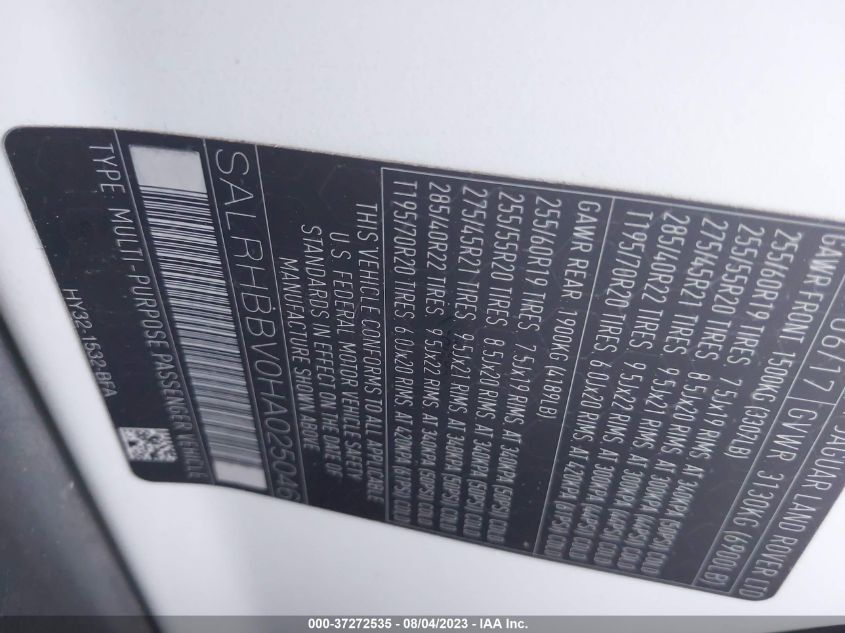 JAGUAR LAND ROVER LTD
06/17 GVWR 3130KG (6900LB)
GAWR FRONT 1500KG (3302LB)
255/60R19 TIRES 7.5Jx19 RIMS AT 340KPA (50PSI) COLD
255/55R20 TIRES 8.5Jx20 RIMS AT 340KPA (50PSI) COLD
275/45R21 TIRES 9.5Jx21 RIMS AT 300KPA (44PSI) COLD
285/40R22 TIRES 9.5Jx22 RIMS AT 300KPA (44PSI) COLD
T195/70R20 TIRES 6.0Jx20 RIMS AT 420KPA (61PSI) COLD
GAWR REAR 1900KG (4189LB)
255/60R19 TIRES 7.5Jx19 RIMS AT 340KPA (50PSI) COLD
255/55R20 TIRES 8.5Jx20 RIMS AT 340KPA (50PSI) COLD
275/45R21 TIRES 9.5Jx21 RIMS AT 340KPA (50PSI) COLD
285/40R22 TIRES 9.5Jx22 RIMS AT 340KPA (50PSI) COLD
T195/70R20 TIRES 6.0Jx20 RIMS AT 420KPA (61PSI) COLD
THIS VEHICLE CONFORMS TO ALL APPLICABLE
U.S FEDERAL MOTOR VEHICLE SAFETY
STANDARDS IN EFFECT ON THE DATE OF
MANUFACTURE SHOWN ABOVE
SALRHBBV0HA025046
TYPE: MULTI-PURPOSE PASSENGER VEHICLE
HY32-1532-BFA
000-37272535 - 08/04/2023 - IAA Inc.